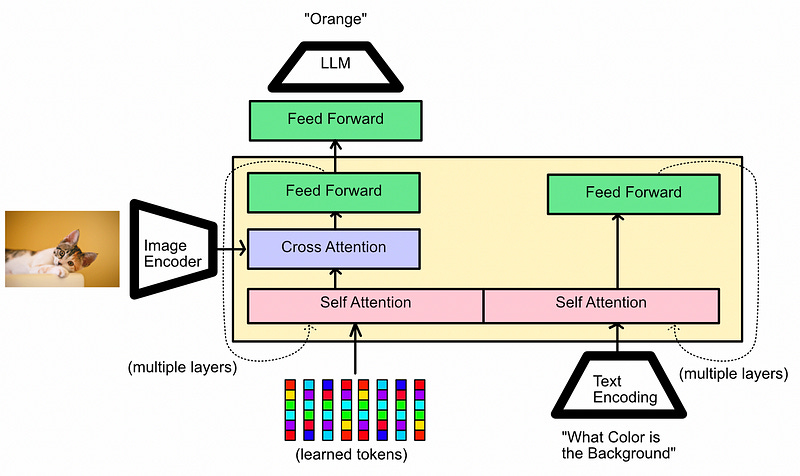 "Orange"
LLM
Feed Forward
Feed Forward
Feed Forward
Image
Encoder
Cross Attention
Self Attention
Self Attention
(multiple layers)
(multiple layers)
Text
Encoding
(learned tokens)
"What Color is
the Background"